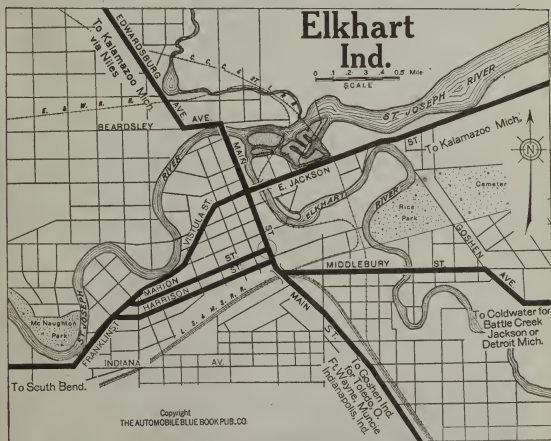 Elkhart
Ind.
0 .1 .2 .3 .4 0.5 Mile
SCALE
To Kalamazoo Mich.
via Niles
EDWARDSBURG
AVE.
BEARDSLEY
AVE.
E. & W. R. R.
ST. JOSEPH RIVER
To Kalamazoo Mich.
ST.
N
MAIN
E. JACKSON
ELKHART
RIVER
Rice
Park
Cemeter
GOSHEN
AVE.
RIVER
VISTULA ST.
ST.
MARION
ST.
HARRISON
ST.
MIDDLEBURY
ST.
L. S. & M. S. R. R.
MAIN
ST.
Mc Naughton
Park
ST. JOSEPH
FRANKLIN ST.
INDIANA
AV.
To South Bend.
To Coldwater for
Battle Creek
Jackson or
Detroit Mich.
To Goshen Ind.
for Toledo, O.
Ft. Wayne, Muncie
Indianapolis, Ind.
Copyright
THE AUTOMOBILE BLUE BOOK PUB. CO.